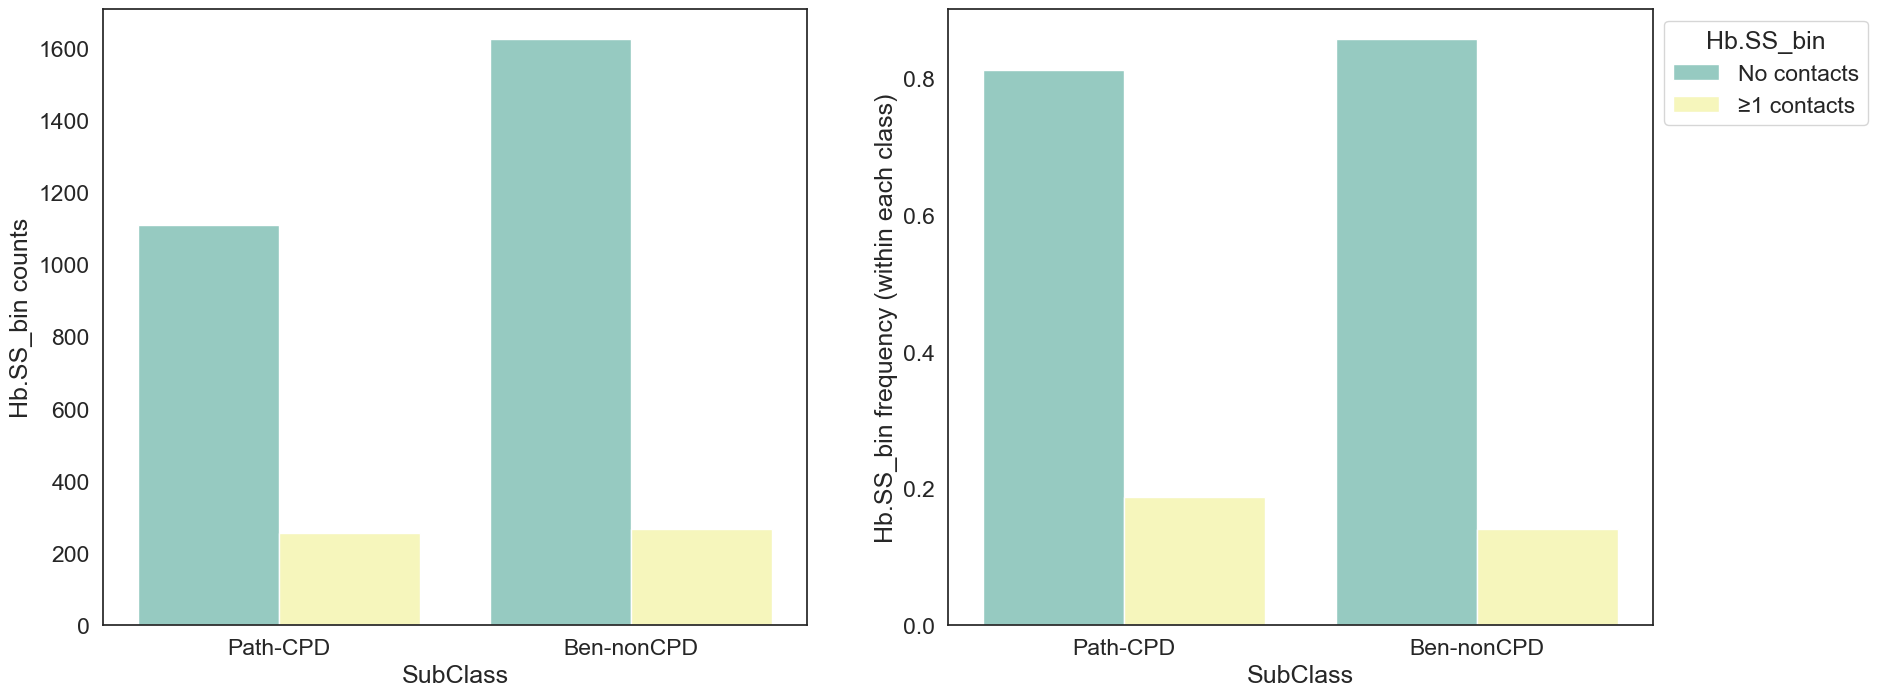 Hb.SS_bin counts
1600
1400
1200
1000
800
600
400
200
0
Path-CPD
Ben-nonCPD
SubClass
Hb.SS_bin frequency (within each class)
0.8
0.6
0.4
0.2
0.0
Path-CPD
Ben-nonCPD
SubClass
Hb.SS_bin
No contacts
≥1 contacts